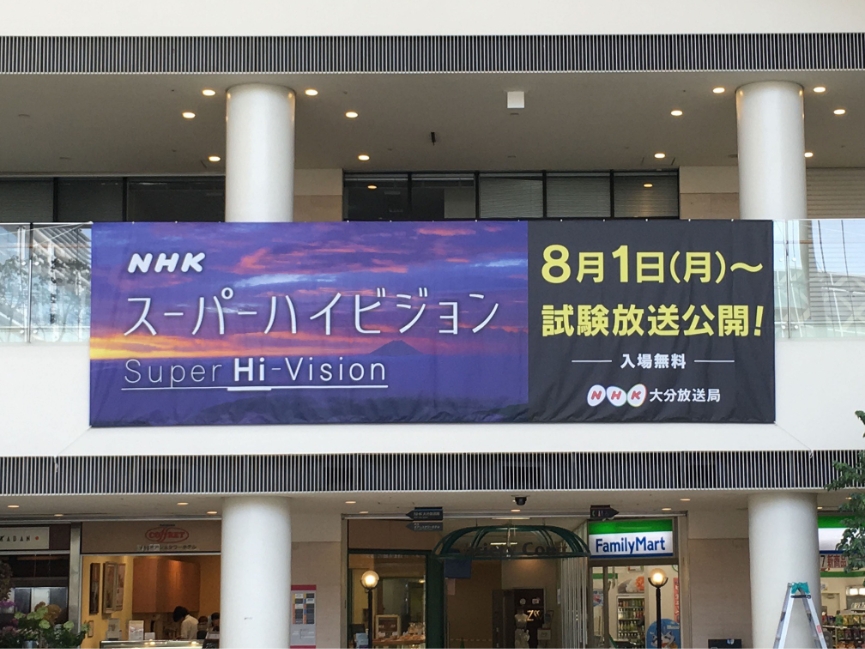 NHK
スーパーハイビジョン
Super Hi-Vision
8月1日(月)～
試験放送公開!
入場無料
NHK 大分放送局
FamilyMart